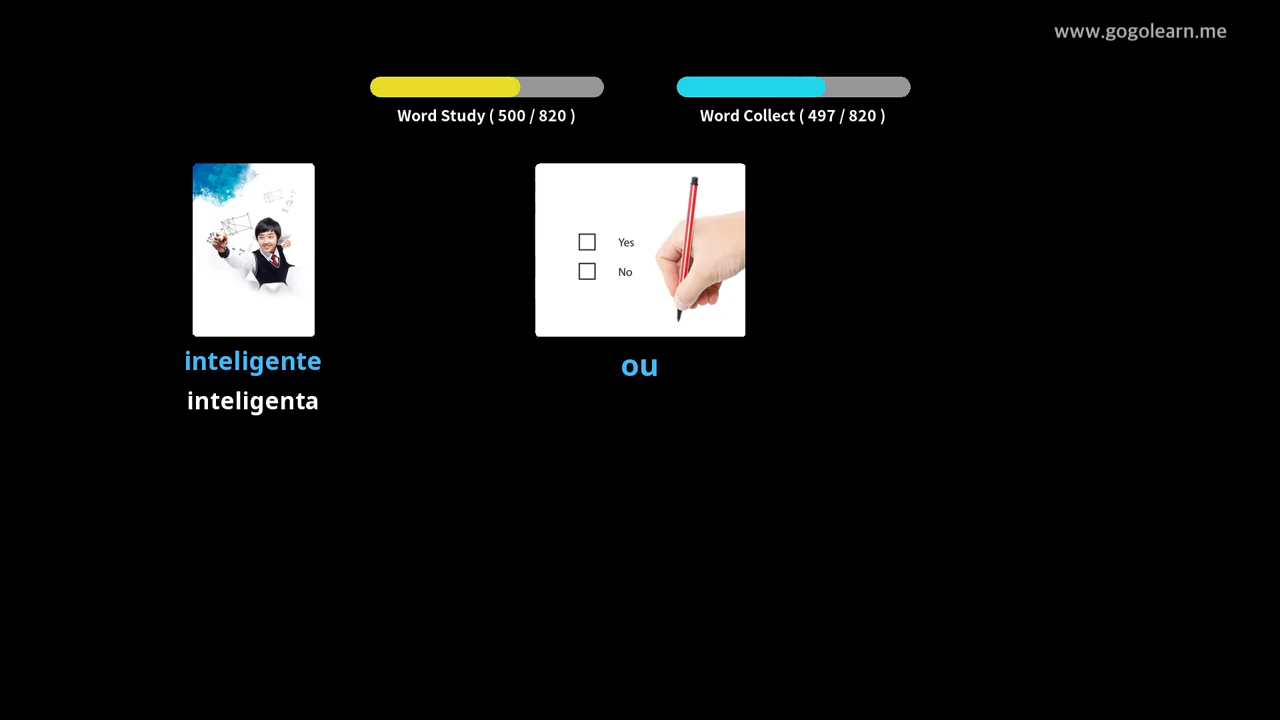 www.gogolearn.me
Word Study ( 500 / 820 )
Word Collect ( 497 / 820 )
Yes
No
inteligente
inteligenta
ou